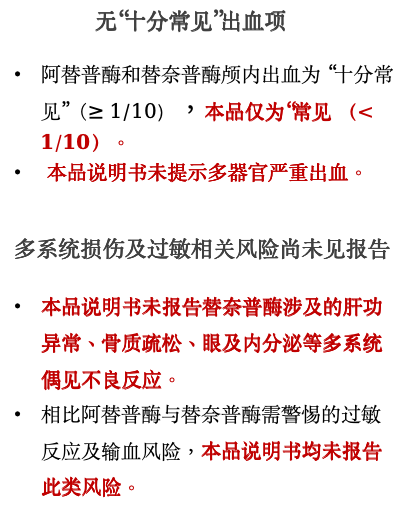 无“十分常见”出血项
• 阿替普酶和替奈普酶颅内出血为“十分常
见”（≥ 1/10），本品仅为“常见 （<
1/10）。
• 本品说明书未提示多器官严重出血。
多系统损伤及过敏相关风险尚未见报告
• 本品说明书未报告替奈普酶涉及的肝功
异常、骨质疏松、眼及内分泌等多系统
偶见不良反应。
• 相比阿替普酶与替奈普酶需警惕的过敏
反应及输血风险，本品说明书均未报告
此类风险。